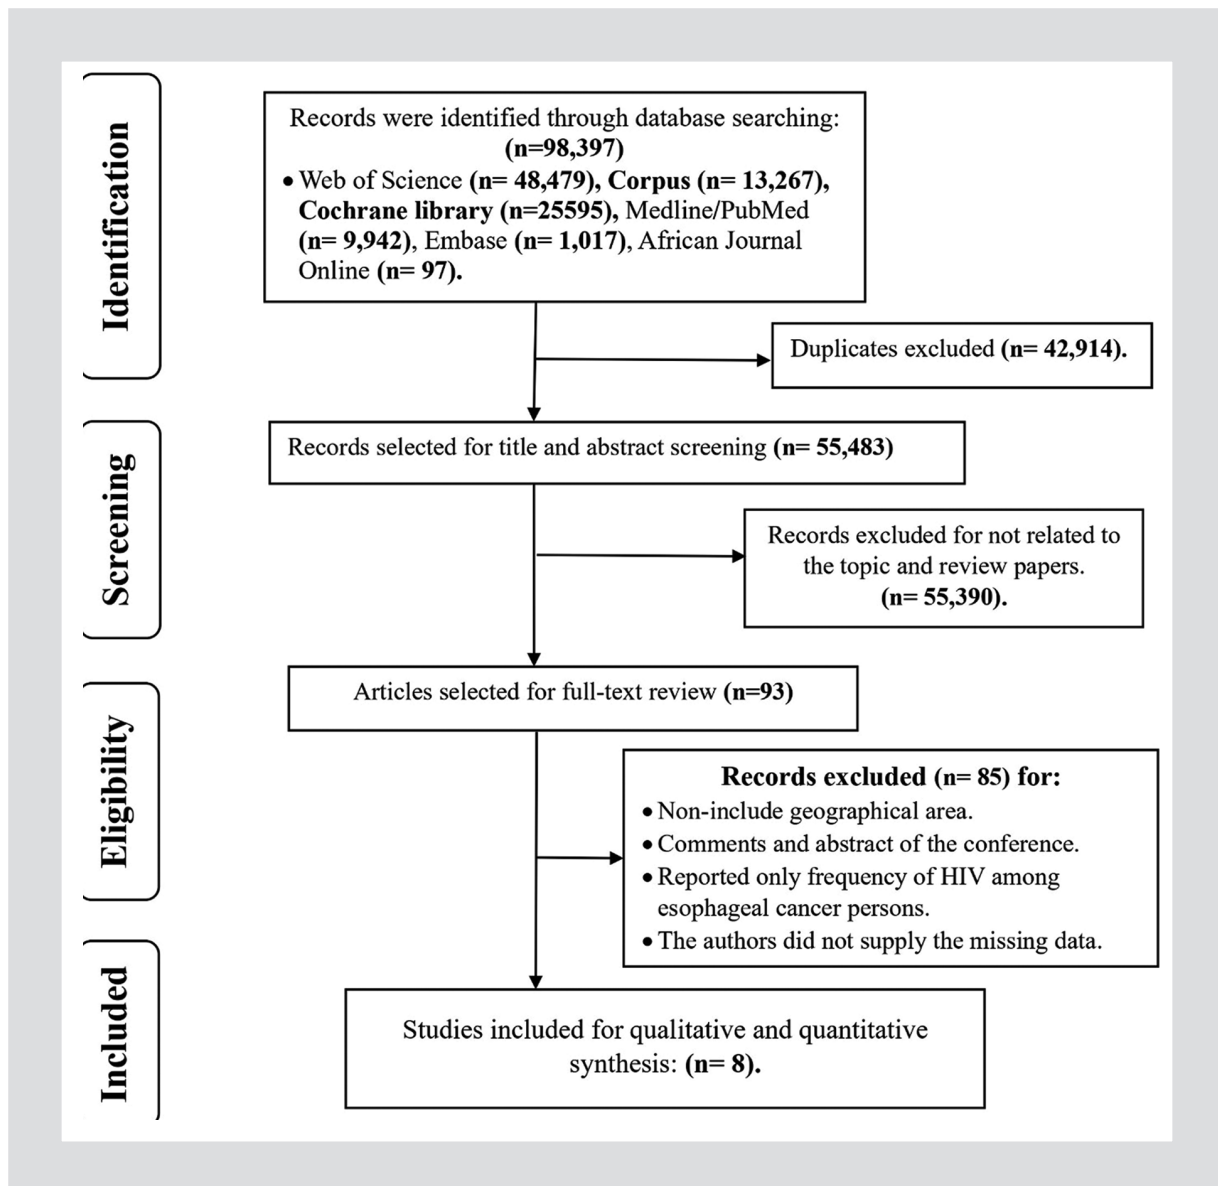 Identification
Records were identified through database searching:
(n=98,397)
• Web of Science (n= 48,479), Corpus (n= 13,267),
Cochrane library (n=25595), Medline/PubMed
(n= 9,942), Embase (n= 1,017), African Journal
Online (n= 97).
Duplicates excluded (n= 42,914).
Screening
Records selected for title and abstract screening (n= 55,483)
Records excluded for not related to
the topic and review papers.
(n= 55,390).
Eligibility
Articles selected for full-text review (n=93)
Records excluded (n= 85) for:
• Non-include geographical area.
• Comments and abstract of the conference.
• Reported only frequency of HIV among
esophageal cancer persons.
• The authors did not supply the missing data.
Included
Studies included for qualitative and quantitative
synthesis: (n= 8).